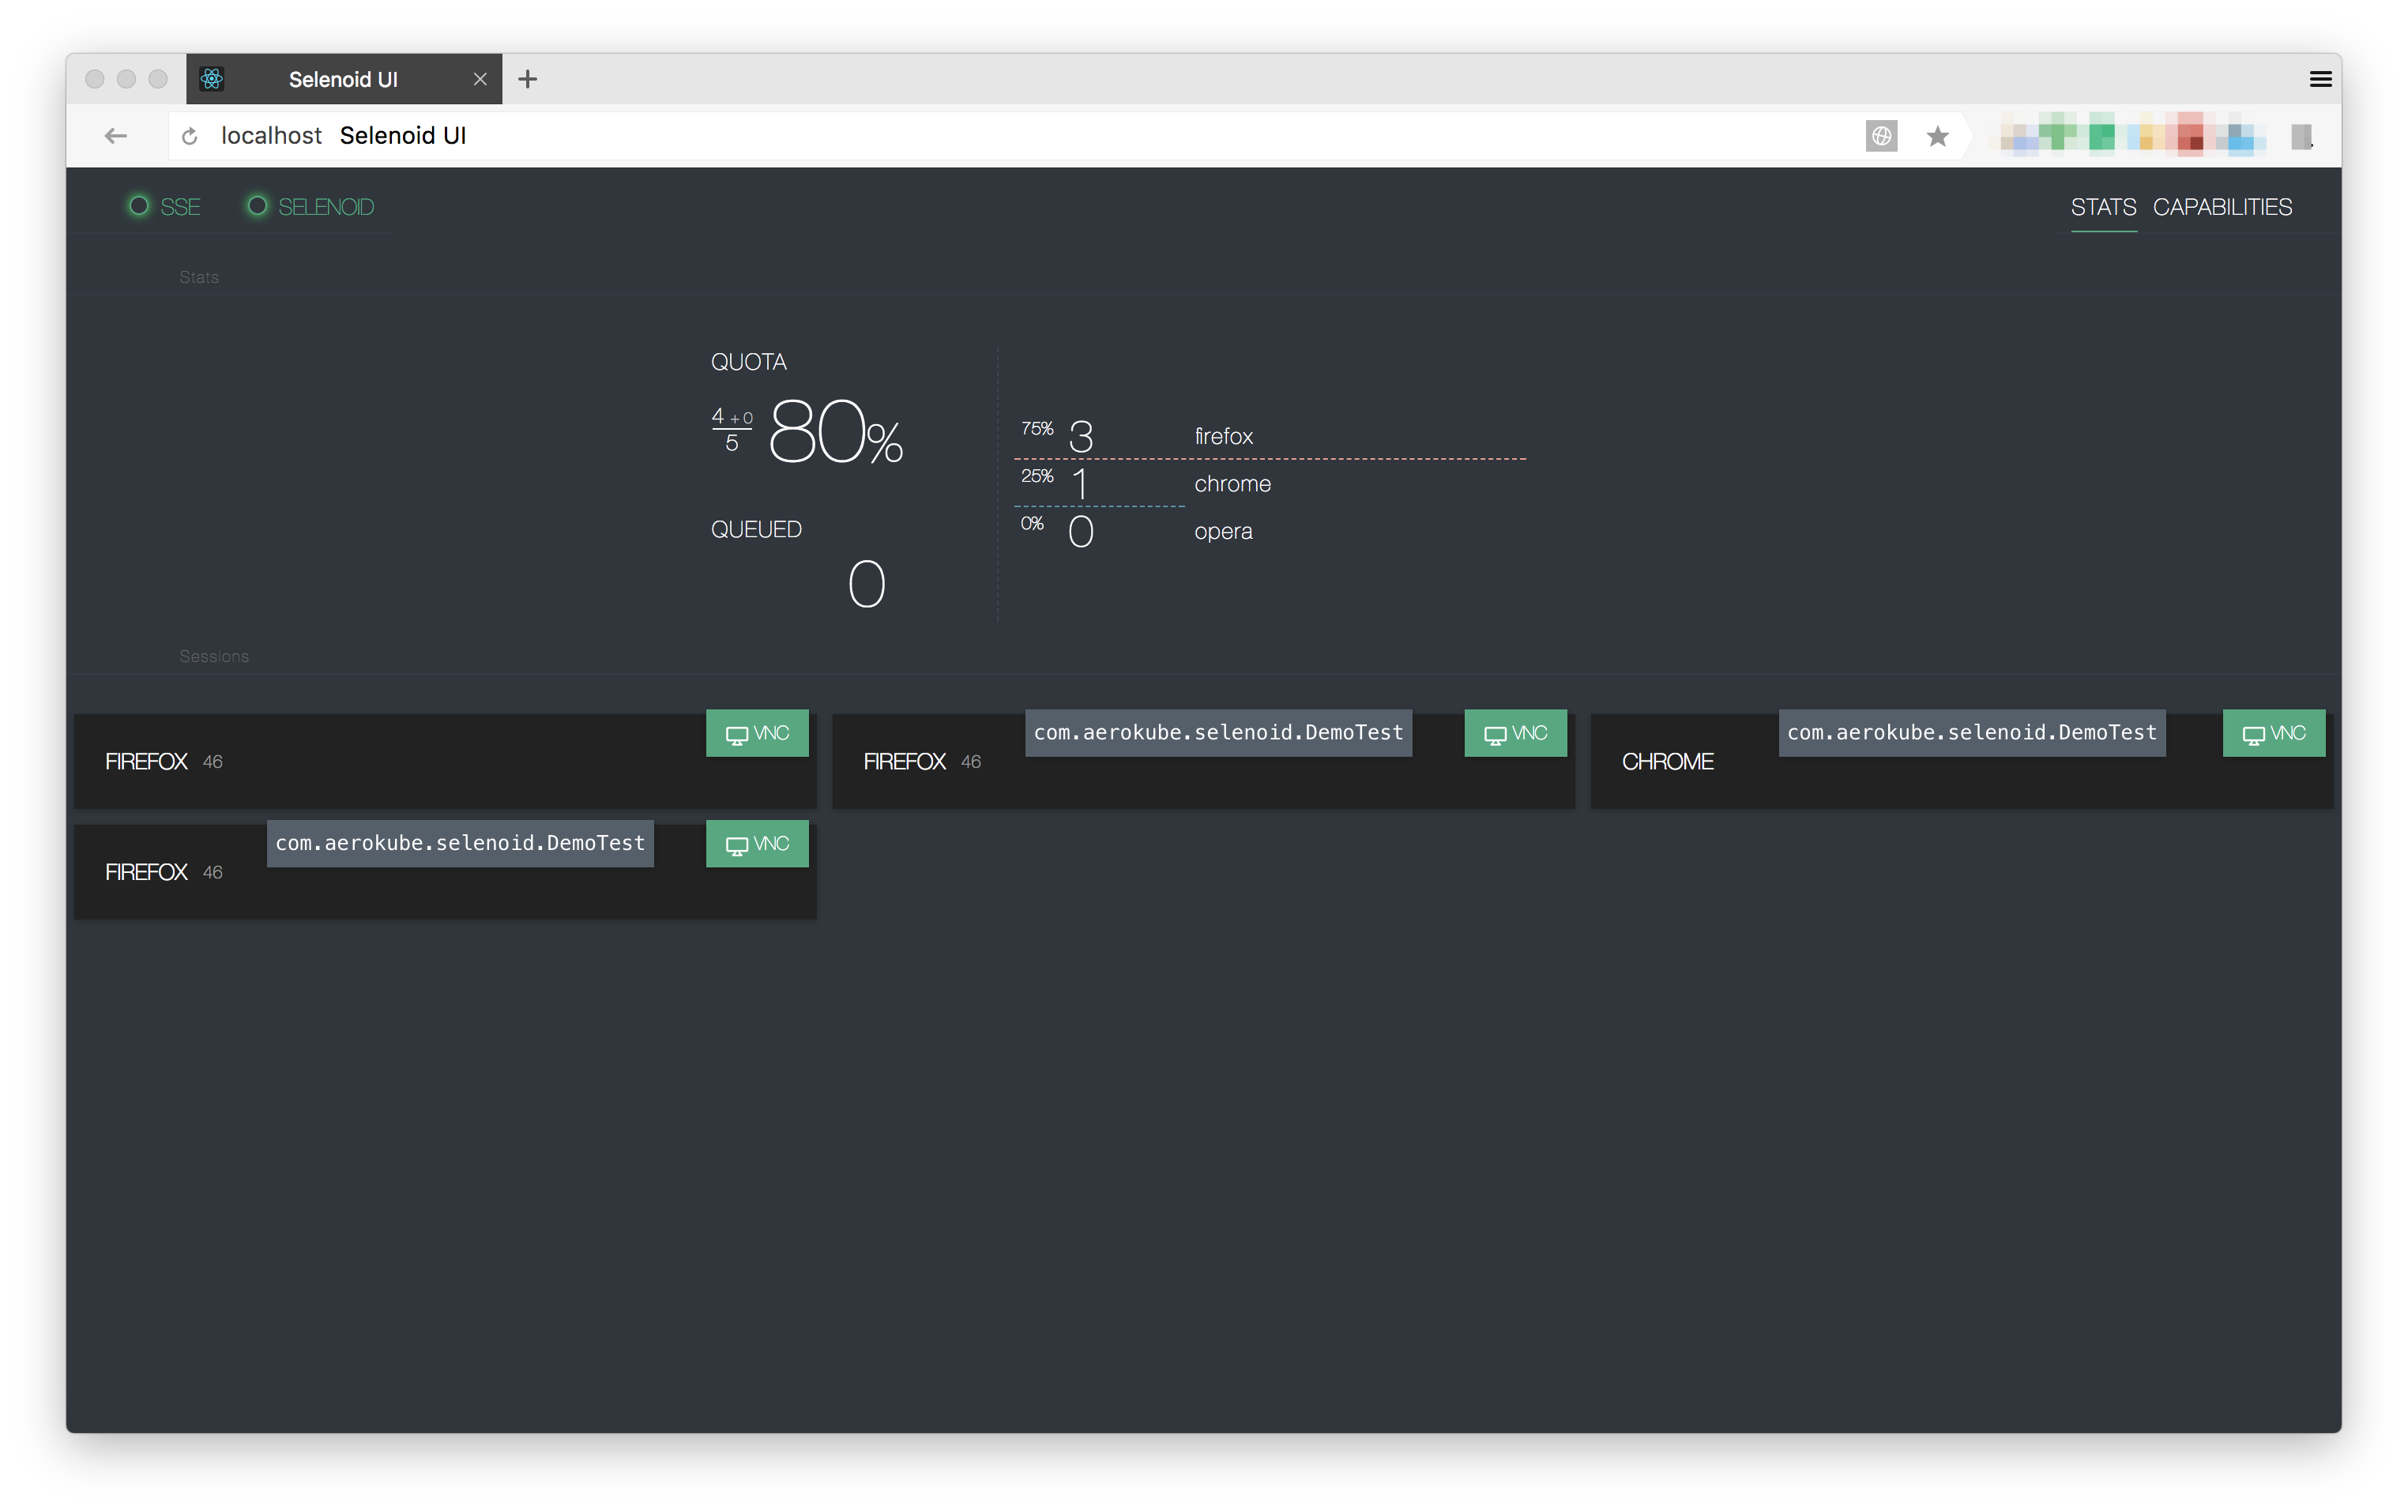 Selenoid UI
localhost Selenoid UI
SSE SELENOID STATS CAPABILITIES
Stats
QUOTA
4 + 0
5
80%
75% 3 firefox
25% 1 chrome
0% 0 opera
QUEUED
0
Sessions
FIREFOX 46 VNC
FIREFOX 46 com.aerokube.selenoid.DemoTest VNC
CHROME com.aerokube.selenoid.DemoTest VNC
FIREFOX 46 com.aerokube.selenoid.DemoTest VNC